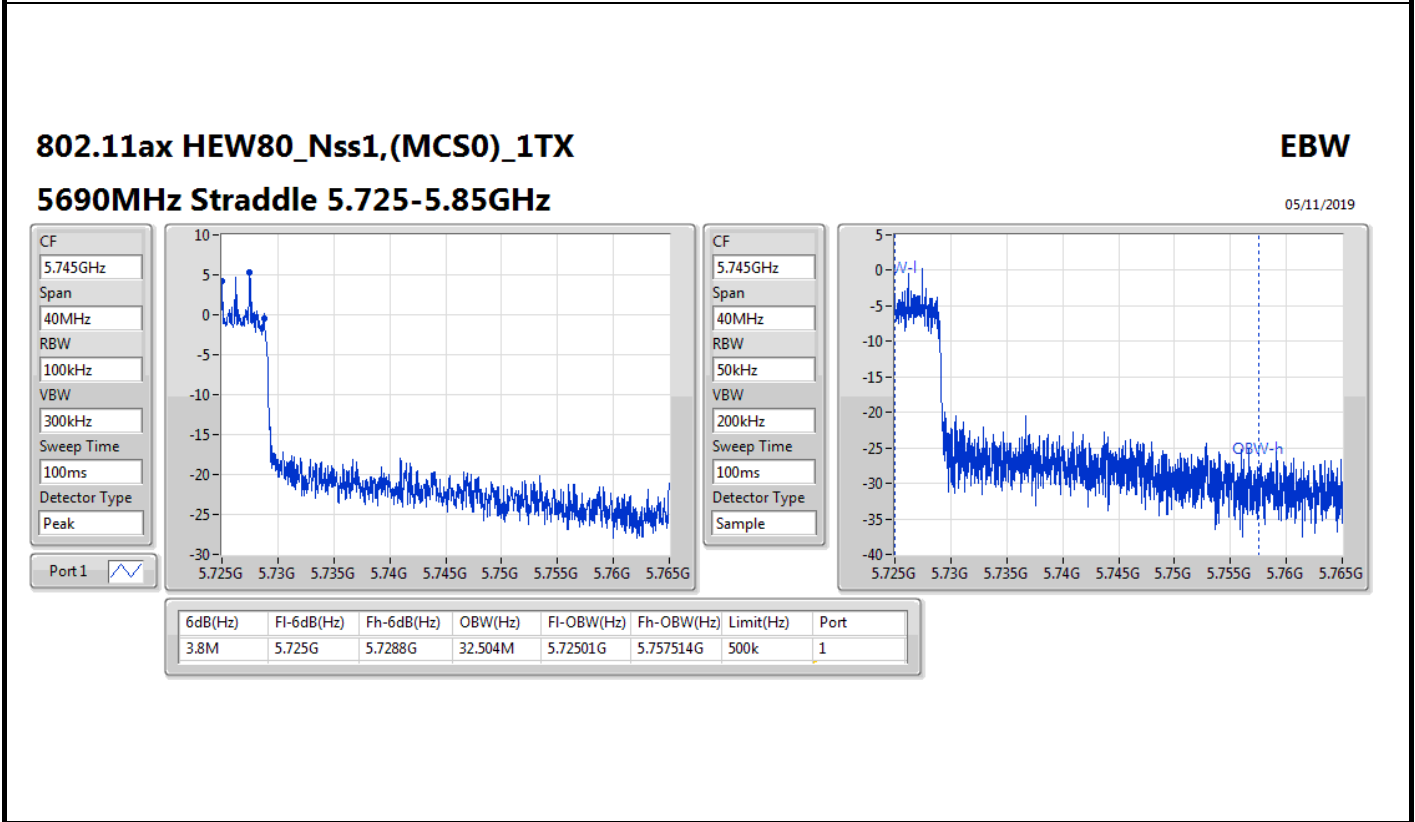 802.11ax HEW80_Nss1,(MCS0)_1TX
EBW
5690MHz Straddle 5.725-5.85GHz
05/11/2019
CF
5.745GHz
Span
40MHz
RBW
100kHz
VBW
300kHz
Sweep Time
100ms
Detector Type
Peak
Port 1
10
5
0
-5
-10
-15
-20
-25
-30
5.725G 5.73G 5.735G 5.74G 5.745G 5.75G 5.755G 5.76G 5.765G
CF
5.745GHz
Span
40MHz
RBW
50kHz
VBW
200kHz
Sweep Time
100ms
Detector Type
Sample
5
0
-5
-10
-15
-20
-25
-30
-35
-40
W-l
OBW-h
5.725G 5.73G 5.735G 5.74G 5.745G 5.75G 5.755G 5.76G 5.765G
6dB(Hz) Fl-6dB(Hz) Fh-6dB(Hz) OBW(Hz) Fl-OBW(Hz) Fh-OBW(Hz) Limit(Hz) Port
3.8M 5.725G 5.7288G 32.504M 5.72501G 5.757514G 500k 1